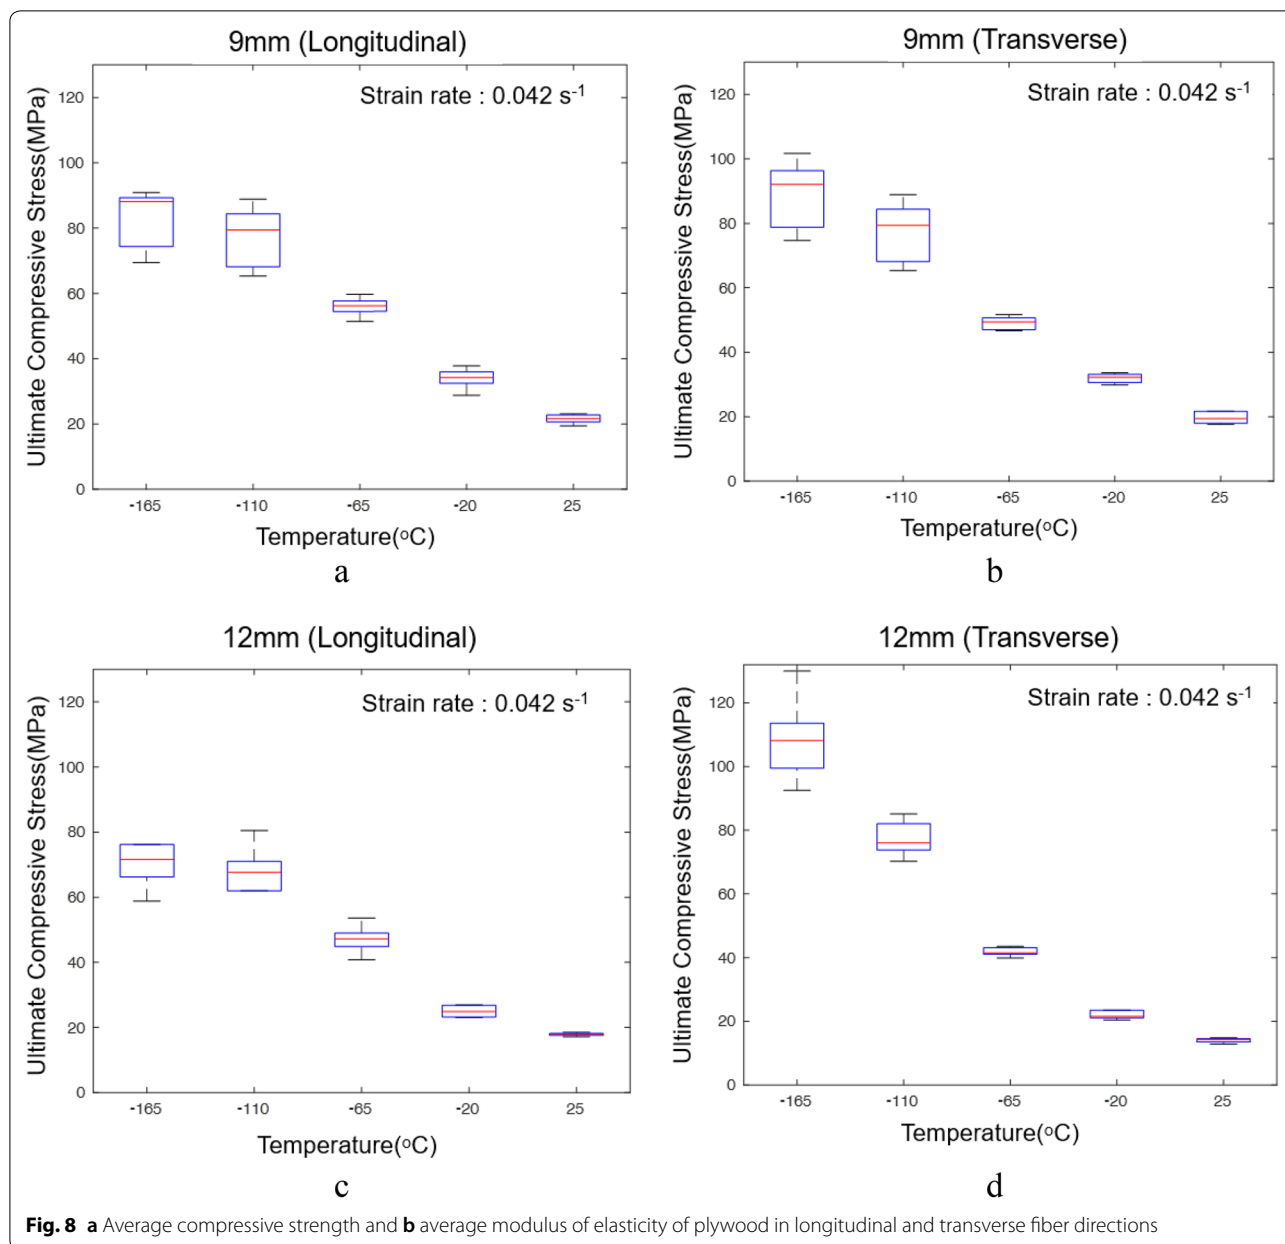 9mm (Longitudinal)
Strain rate : 0.042 s-1
Ultimate Compressive Stress(MPa)
120
100
80
60
40
20
0
-165 -110 -65 -20 25
Temperature(oC)
a
9mm (Transverse)
Strain rate : 0.042 s-1
Ultimate Compressive Stress(MPa)
120
100
80
60
40
20
0
-165 -110 -65 -20 25
Temperature(oC)
b
12mm (Longitudinal)
Strain rate : 0.042 s-1
Ultimate Compressive Stress(MPa)
120
100
80
60
40
20
0
-165 -110 -65 -20 25
Temperature(oC)
c
12mm (Transverse)
Strain rate : 0.042 s-1
Ultimate Compressive Stress(MPa)
120
100
80
60
40
20
0
-165 -110 -65 -20 25
Temperature(oC)
d
Fig. 8 a Average compressive strength and b average modulus of elasticity of plywood in longitudinal and transverse fiber directions